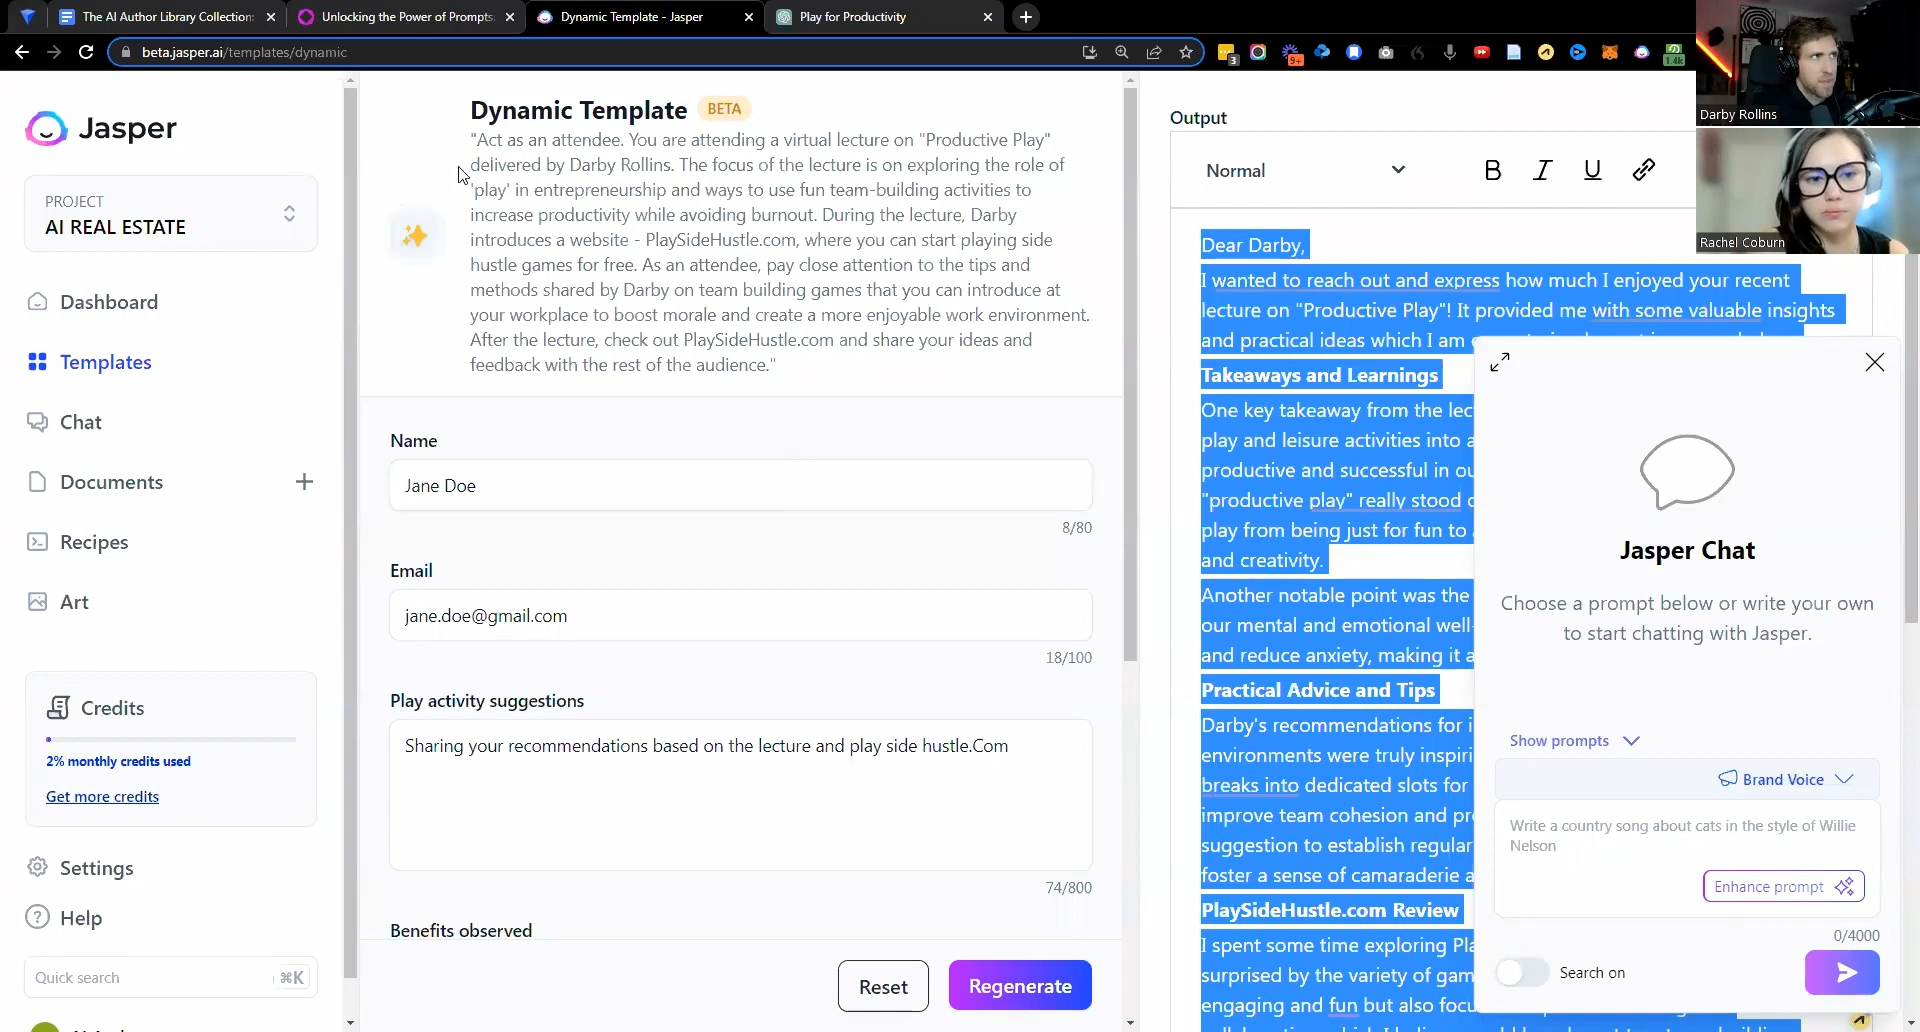 The AI Author Library Collection:
Unlocking the Power of Prompts:
Dynamic Template - Jasper
Play for Productivity
beta.jasper.ai/templates/dynamic
3
9+
1.4k
Darby Rollins
Rachel Coburn
Jasper
PROJECT
AI REAL ESTATE
Dashboard
Templates
Chat
Documents
Recipes
Art
Credits
2% monthly credits used
Get more credits
Settings
Help
Quick search
⌘K
Dynamic Template BETA
"Act as an attendee. You are attending a virtual lecture on "Productive Play"
delivered by Darby Rollins. The focus of the lecture is on exploring the role of
'play' in entrepreneurship and ways to use fun team-building activities to
increase productivity while avoiding burnout. During the lecture, Darby
introduces a website - PlaySideHustle.com, where you can start playing side
hustle games for free. As an attendee, pay close attention to the tips and
methods shared by Darby on team building games that you can introduce at
your workplace to boost morale and create a more enjoyable work environment.
After the lecture, check out PlaySideHustle.com and share your ideas and
feedback with the rest of the audience."
Name
Jane Doe
8/80
Email
jane.doe@gmail.com
18/100
Play activity suggestions
Sharing your recommendations based on the lecture and play side hustle.Com
74/800
Benefits observed
Reset
Regenerate
Output
Normal
B I U
Dear Darby,
I wanted to reach out and express how much I enjoyed your recent
lecture on "Productive Play"! It provided me with some valuable insights
and practical ideas which I am
Takeaways and Learnings
One key takeaway from the lec
play and leisure activities into a
productive and successful in ou
"productive play" really stood
play from being just for fun to
and creativity.
Another notable point was the
our mental and emotional well-
and reduce anxiety, making it a
Practical Advice and Tips
Darby's recommendations for i
environments were truly inspiri
breaks into dedicated slots for
improve team cohesion and pr
suggestion to establish regular
foster a sense of camaraderie a
PlaySideHustle.com Review
I spent some time exploring Pla
surprised by the variety of gam
engaging and fun but also focu
Jasper Chat
Choose a prompt below or write your own
to start chatting with Jasper.
Show prompts
Brand Voice
Write a country song about cats in the style of Willie
Nelson
Enhance prompt
0/4000
Search on